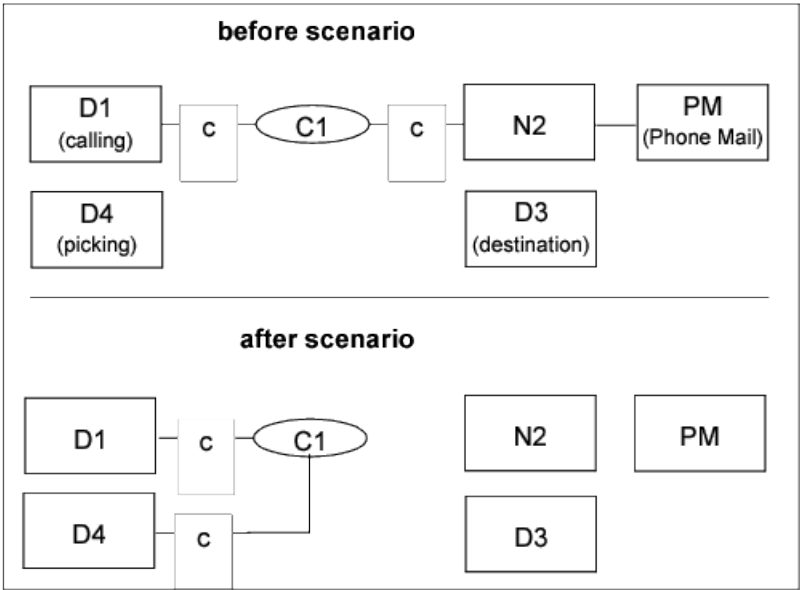 before scenario
D1
(calling)
c
C1
c
N2
PM
(Phone Mail)
D4
(picking)
D3
(destination)
after scenario
D1
c
C1
N2
PM
D4
c
D3